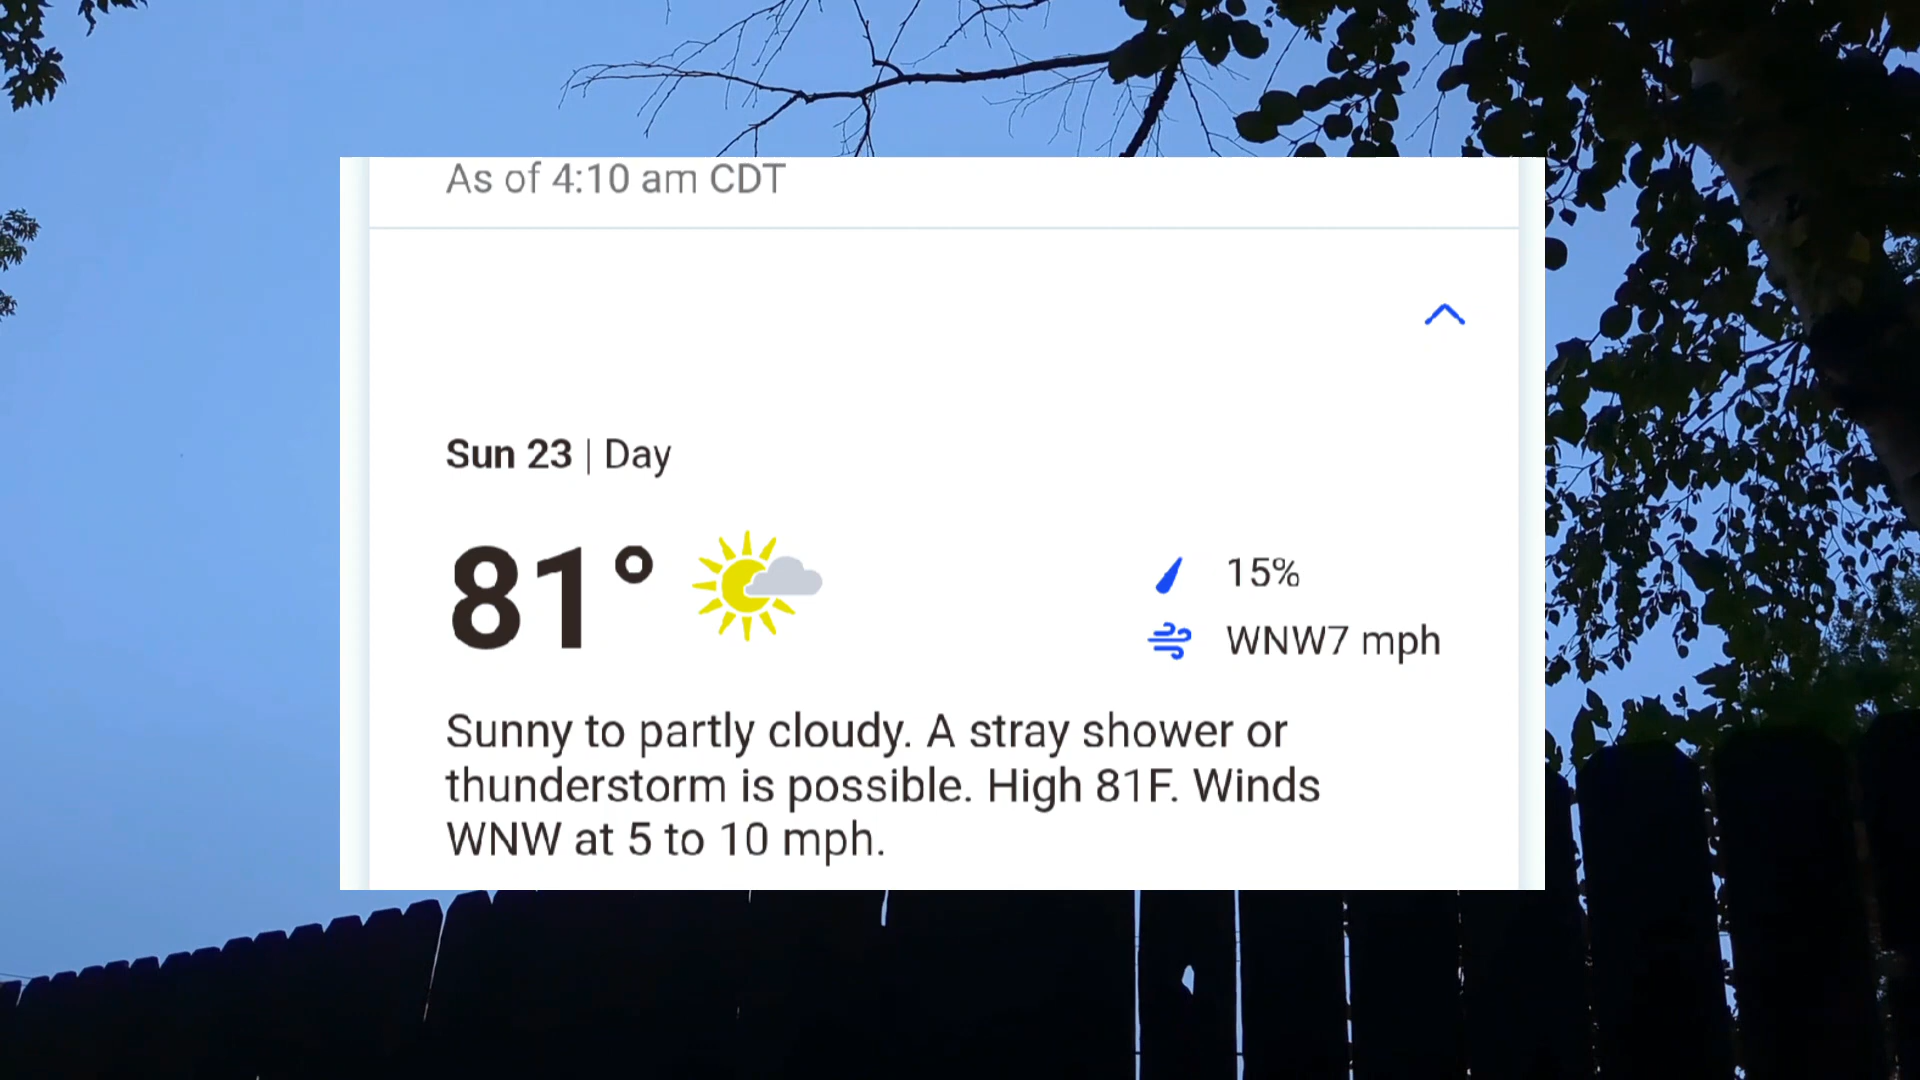 As of 4:10 am CDT
Sun 23 | Day
81°
15%
WNW7 mph
Sunny to partly cloudy. A stray shower or
thunderstorm is possible. High 81F. Winds
WNW at 5 to 10 mph.